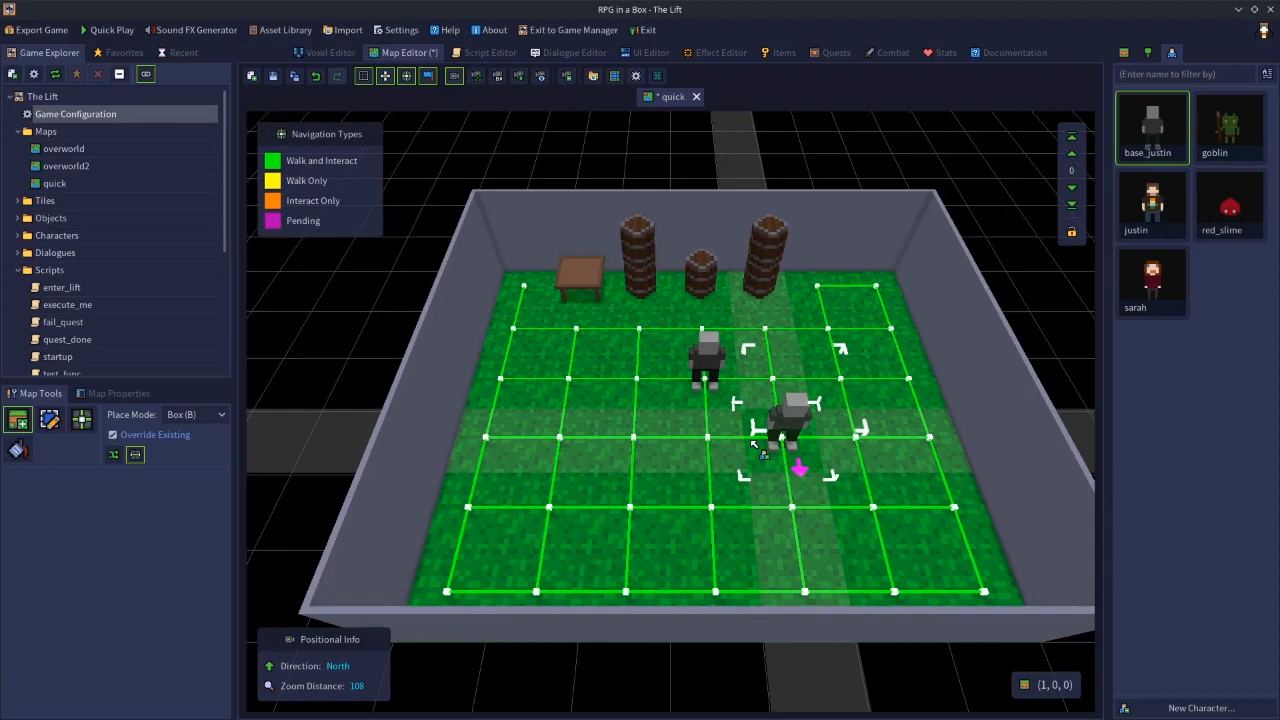 RPG in a Box - The Lift
Export Game Quick Play Sound FX Generator Asset Library Import Settings Help About Exit to Game Manager Exit
Game Explorer Favorites Recent Voxel Editor Map Editor (*) Script Editor Dialogue Editor UI Editor Effect Editor Items Quests Combat Stats Documentation
(Enter name to filter by)
* quick
The Lift
Game Configuration
Maps
overworld
overworld2
quick
Tiles
Objects
Characters
Dialogues
Scripts
enter_lift
execute_me
fail_quest
quest_done
startup
test_func
Map Tools Map Properties
Place Mode: Box (B)
Override Existing
Navigation Types
Walk and Interact
Walk Only
Interact Only
Pending
0
Positional Info
Direction: North
Zoom Distance: 108
(1, 0, 0)
base_justin goblin
justin red_slime
sarah
New Character...